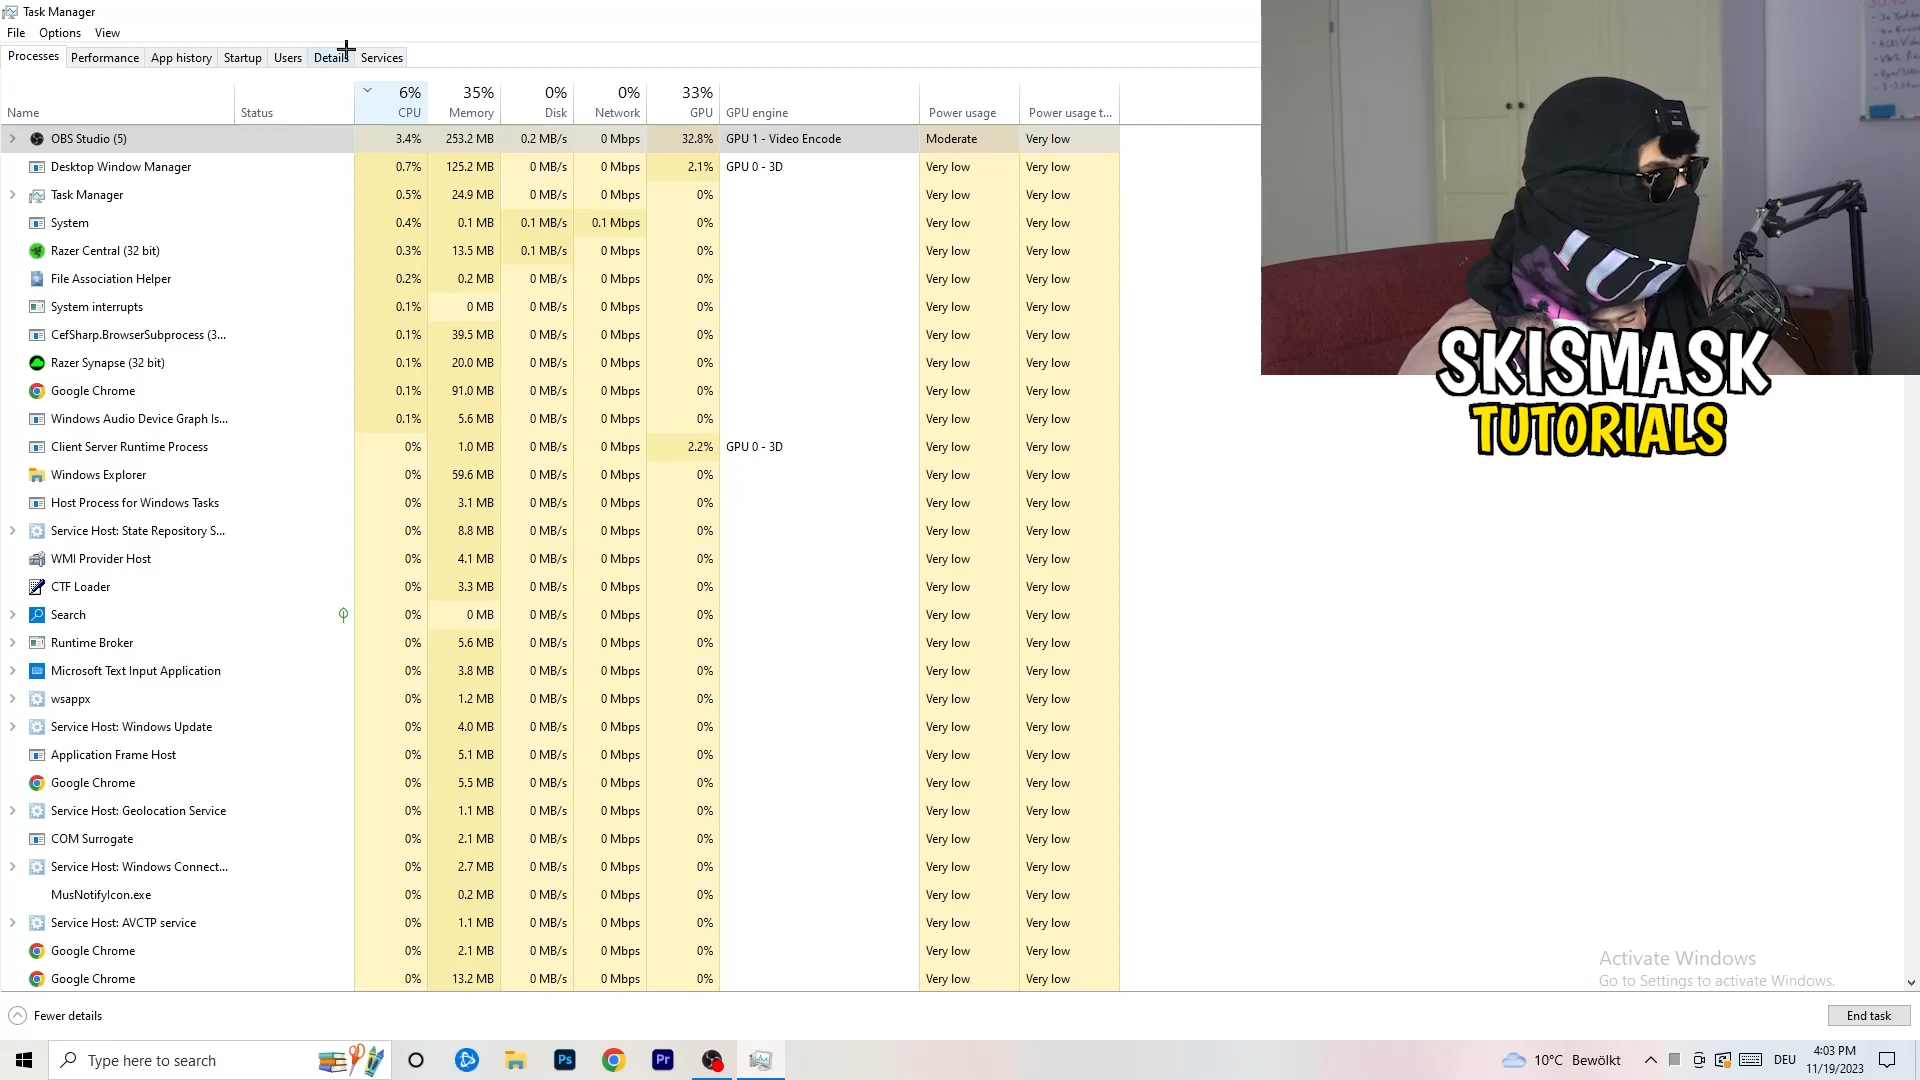 Task Manager
File Options View
Processes Performance App history Startup Users Details Services
6% 35% 0% 0% 33%
Name Status CPU Memory Disk Network GPU GPU engine Power usage Power usage t...
OBS Studio (5) 3.4% 253.2 MB 0.2 MB/s 0 Mbps 32.8% GPU 1 - Video Encode Moderate Very low
Desktop Window Manager 0.7% 125.2 MB 0 MB/s 0 Mbps 2.1% GPU 0 - 3D Very low Very low
Task Manager 0.5% 24.9 MB 0 MB/s 0 Mbps 0% Very low Very low
System 0.4% 0.1 MB 0.1 MB/s 0.1 Mbps 0% Very low Very low
Razer Central (32 bit) 0.3% 13.5 MB 0.1 MB/s 0 Mbps 0% Very low Very low
File Association Helper 0.2% 0.2 MB 0 MB/s 0 Mbps 0% Very low Very low
System interrupts 0.1% 0 MB 0 MB/s 0 Mbps 0% Very low Very low
CefSharp.BrowserSubprocess (3... 0.1% 39.5 MB 0 MB/s 0 Mbps 0% Very low Very low
Razer Synapse (32 bit) 0.1% 20.0 MB 0 MB/s 0 Mbps 0% Very low Very low
Google Chrome 0.1% 91.0 MB 0 MB/s 0 Mbps 0% Very low Very low
Windows Audio Device Graph Is... 0.1% 5.6 MB 0 MB/s 0 Mbps 0% Very low Very low
Client Server Runtime Process 0% 1.0 MB 0 MB/s 0 Mbps 2.2% GPU 0 - 3D Very low Very low
Windows Explorer 0% 59.6 MB 0 MB/s 0 Mbps 0% Very low Very low
Host Process for Windows Tasks 0% 3.1 MB 0 MB/s 0 Mbps 0% Very low Very low
Service Host: State Repository S... 0% 8.8 MB 0 MB/s 0 Mbps 0% Very low Very low
WMI Provider Host 0% 4.1 MB 0 MB/s 0 Mbps 0% Very low Very low
CTF Loader 0% 3.3 MB 0 MB/s 0 Mbps 0% Very low Very low
Search 0% 0 MB 0 MB/s 0 Mbps 0% Very low Very low
Runtime Broker 0% 5.6 MB 0 MB/s 0 Mbps 0% Very low Very low
Microsoft Text Input Application 0% 3.8 MB 0 MB/s 0 Mbps 0% Very low Very low
wsappx 0% 1.2 MB 0 MB/s 0 Mbps 0% Very low Very low
Service Host: Windows Update 0% 4.0 MB 0 MB/s 0 Mbps 0% Very low Very low
Application Frame Host 0% 5.1 MB 0 MB/s 0 Mbps 0% Very low Very low
Google Chrome 0% 5.5 MB 0 MB/s 0 Mbps 0% Very low Very low
Service Host: Geolocation Service 0% 1.1 MB 0 MB/s 0 Mbps 0% Very low Very low
COM Surrogate 0% 2.1 MB 0 MB/s 0 Mbps 0% Very low Very low
Service Host: Windows Connect... 0% 2.7 MB 0 MB/s 0 Mbps 0% Very low Very low
MusNotifyIcon.exe 0% 0.2 MB 0 MB/s 0 Mbps 0% Very low Very low
Service Host: AVCTP service 0% 1.1 MB 0 MB/s 0 Mbps 0% Very low Very low
Google Chrome 0% 2.1 MB 0 MB/s 0 Mbps 0% Very low Very low
Google Chrome 0% 13.2 MB 0 MB/s 0 Mbps 0% Very low Very low
SKISMASK
TUTORIALS
Activate Windows
Go to Settings to activate Windows.
Fewer details
End task
Type here to search
Ps
Pr
10°C Bewölkt
DEU
4:03 PM
11/19/2023